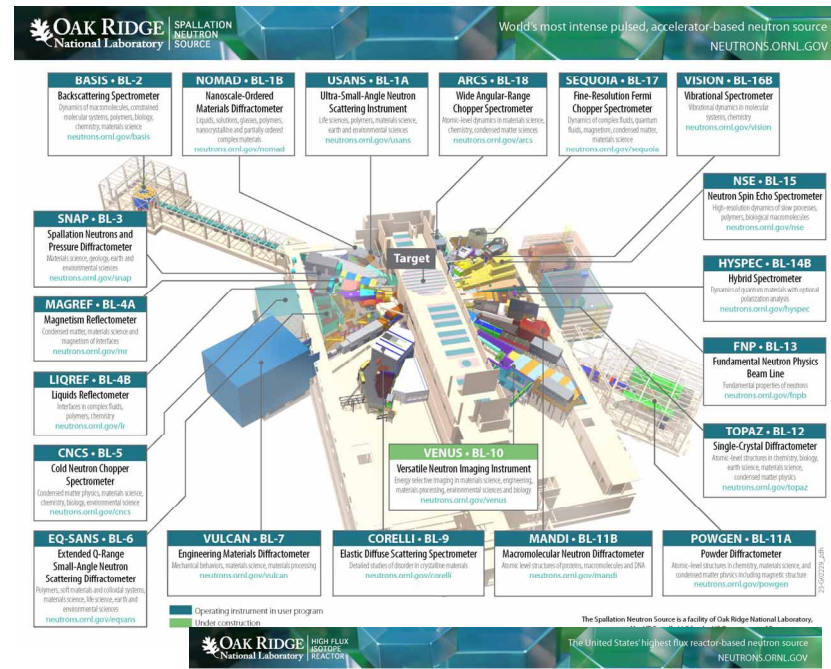 OAK RIDGE
National Laboratory
SPALLATION
NEUTRON
SOURCE
World's most intense pulsed, accelerator-based neutron source
NEUTRONS.ORNL.GOV
BASIS • BL-2
Backscattering Spectrometer
Dynamics of macromolecules, constrained
molecular systems, polymers, biology,
chemistry, materials science
neutrons.ornl.gov/basis
NOMAD • BL-1B
Nanoscale-Ordered
Materials Diffractometer
Liquids, solutions, glasses, polymers,
nanocrystalline and partially ordered
complex materials
neutrons.ornl.gov/nomad
USANS • BL-1A
Ultra-Small-Angle Neutron
Scattering Instrument
Life sciences, polymers, materials science,
earth and environmental sciences
neutrons.ornl.gov/usans
ARCS • BL-18
Wide Angular-Range
Chopper Spectrometer
Atomic-level dynamics in materials science,
chemistry, condensed matter sciences
neutrons.ornl.gov/arcs
SEQUOIA • BL-17
Fine-Resolution Fermi
Chopper Spectrometer
Dynamics of complex fluids, quantum
fluids, magnetism, condensed matter,
materials science
neutrons.ornl.gov/sequoia
VISION • BL-16B
Vibrational Spectrometer
Vibrational dynamics in molecular
systems, chemistry
neutrons.ornl.gov/vision
NSE • BL-15
Neutron Spin Echo Spectrometer
High-resolution dynamics of slow processes,
polymers, biological macromolecules
neutrons.ornl.gov/nse
SNAP • BL-3
Spallation Neutrons and
Pressure Diffractometer
Materials science, geology, earth and
environmental sciences
neutrons.ornl.gov/snap
Target
HYSPEC • BL-14B
Hybrid Spectrometer
Dynamics of quantum materials with optional
polarization analysis
neutrons.ornl.gov/hyspec
MAGREF • BL-4A
Magnetism Reflectometer
Condensed matter, materials science and
magnetism of interfaces
neutrons.ornl.gov/mr
FNP • BL-13
Fundamental Neutron Physics
Beam Line
Fundamental properties of neutrons
neutrons.ornl.gov/fnpb
LIQREF • BL-4B
Liquids Reflectometer
Interfaces in complex fluids,
polymers, chemistry
neutrons.ornl.gov/lr
TOPAZ • BL-12
Single-Crystal Diffractometer
Atomic-level structures in chemistry, biology,
earth science, materials science,
condensed matter physics
neutrons.ornl.gov/topaz
CNCS • BL-5
Cold Neutron Chopper
Spectrometer
Condensed matter physics, materials science,
chemistry, biology, environmental science
neutrons.ornl.gov/cncs
VENUS • BL-10
Versatile Neutron Imaging Instrument
Energy selective imaging in materials science, engineering,
materials processing, environmental sciences and biology
neutrons.ornl.gov/venus
EQ-SANS • BL-6
Extended Q-Range
Small-Angle Neutron
Scattering Diffractometer
Polymers, soft materials and colloidal systems,
materials science, life science, earth and
environmental sciences
neutrons.ornl.gov/eqsans
VULCAN • BL-7
Engineering Materials Diffractometer
Mechanical behaviors, materials science, materials processing
neutrons.ornl.gov/vulcan
CORELLI • BL-9
Elastic Diffuse Scattering Spectrometer
Detailed studies of disorder in crystalline materials
neutrons.ornl.gov/corelli
MANDI • BL-11B
Macromolecular Neutron Diffractometer
Atomic level structures of proteins, macromolecules and DNA
neutrons.ornl.gov/mandi
POWGEN • BL-11A
Powder Diffractometer
Atomic-level structures in chemistry, materials science, and
condensed matter physics including magnetic structure
neutrons.ornl.gov/powgen
Operating instrument in user program
Under construction
The Spallation Neutron Source is a facility of Oak Ridge National Laboratory,
OAK RIDGE
National Laboratory
HIGH FLUX
ISOTOPE
REACTOR
The United States' highest flux reactor-based neutron source
NEUTRONS.ORNL.GOV